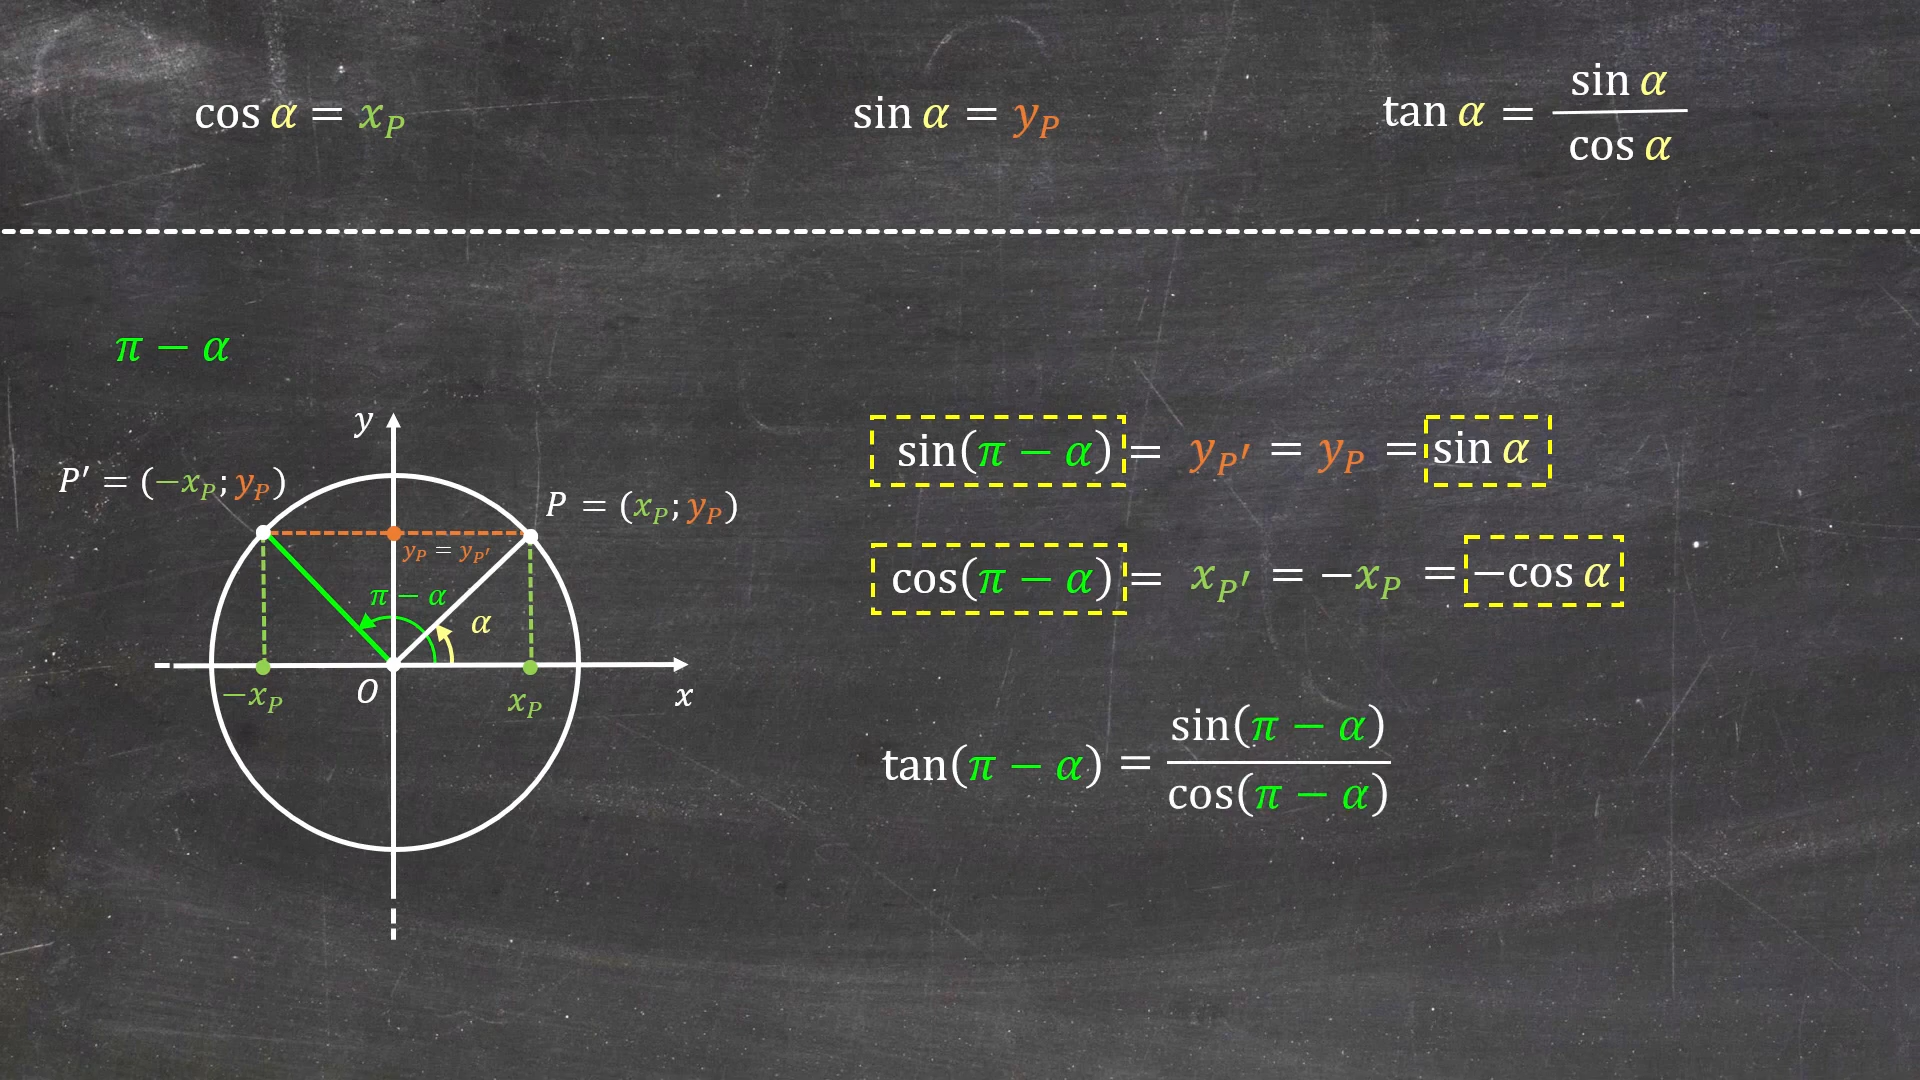 cos α = x_P
sin α = y_P
tan α = sin α / cos α
π − α
y
P′ = (−x_P; y_P)
P = (x_P; y_P)
y_P = y_P′
π − α
α
−x_P
O
x_P
x
sin(π − α) = y_P′ = y_P = sin α
cos(π − α) = x_P′ = −x_P = −cos α
tan(π − α) = sin(π − α) / cos(π − α)